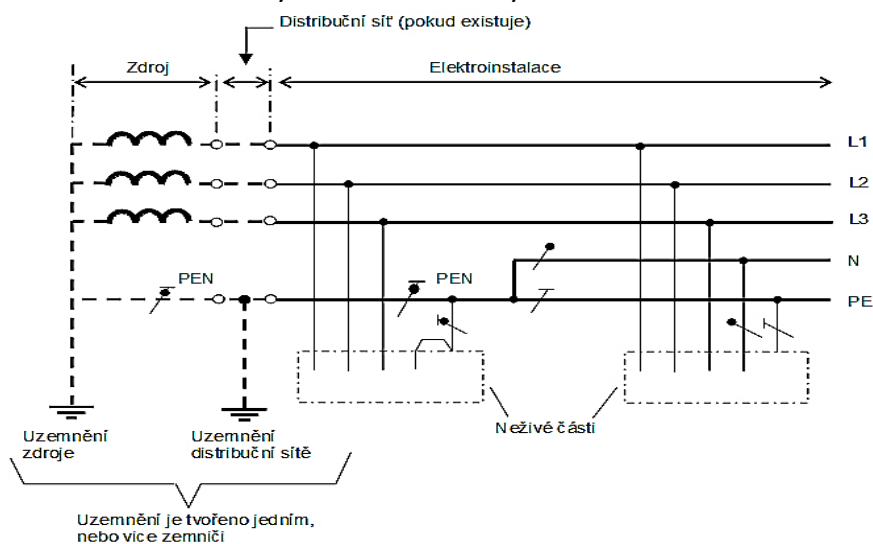 Distribuční síť (pokud existuje)
Zdroj
Elektroinstalace
L1
L2
L3
N
PEN
PEN
PE
Neživé části
Uzemnění
zdroje
Uzemnění
distribuční sítě
Uzemnění je tvořeno jedním,
nebo více zemniči